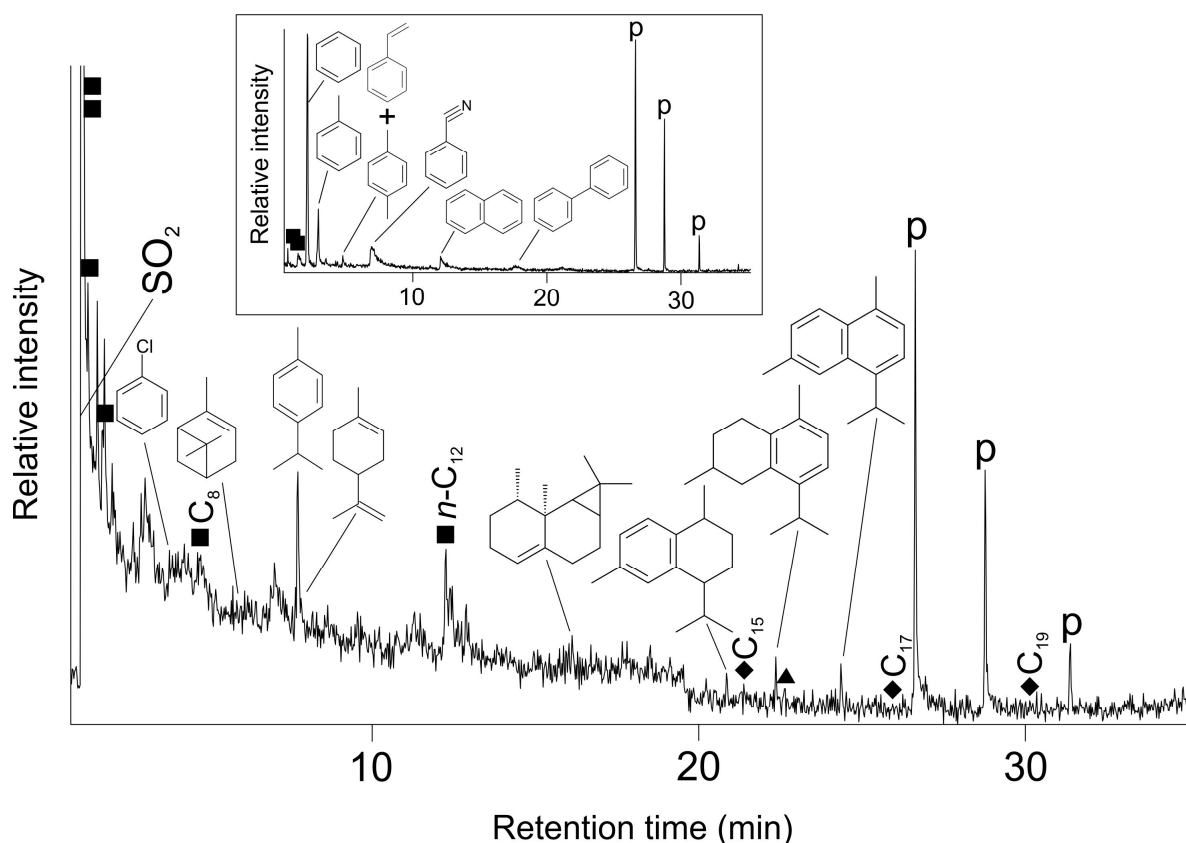 Relative intensity
N
+
p
p
p
10
20
30
Relative intensity
SO₂
Cl
C₈
n-C₁₂
C₁₅
C₁₇
C₁₉
p
p
p
10
20
30
Retention time (min)